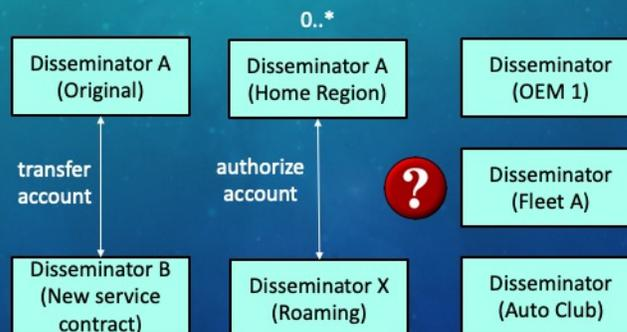 0..*
Disseminator A
(Original)
Disseminator A
(Home Region)
Disseminator
(OEM 1)
transfer
account
authorize
account
?
Disseminator
(Fleet A)
Disseminator B
(New service
contract)
Disseminator X
(Roaming)
Disseminator
(Auto Club)